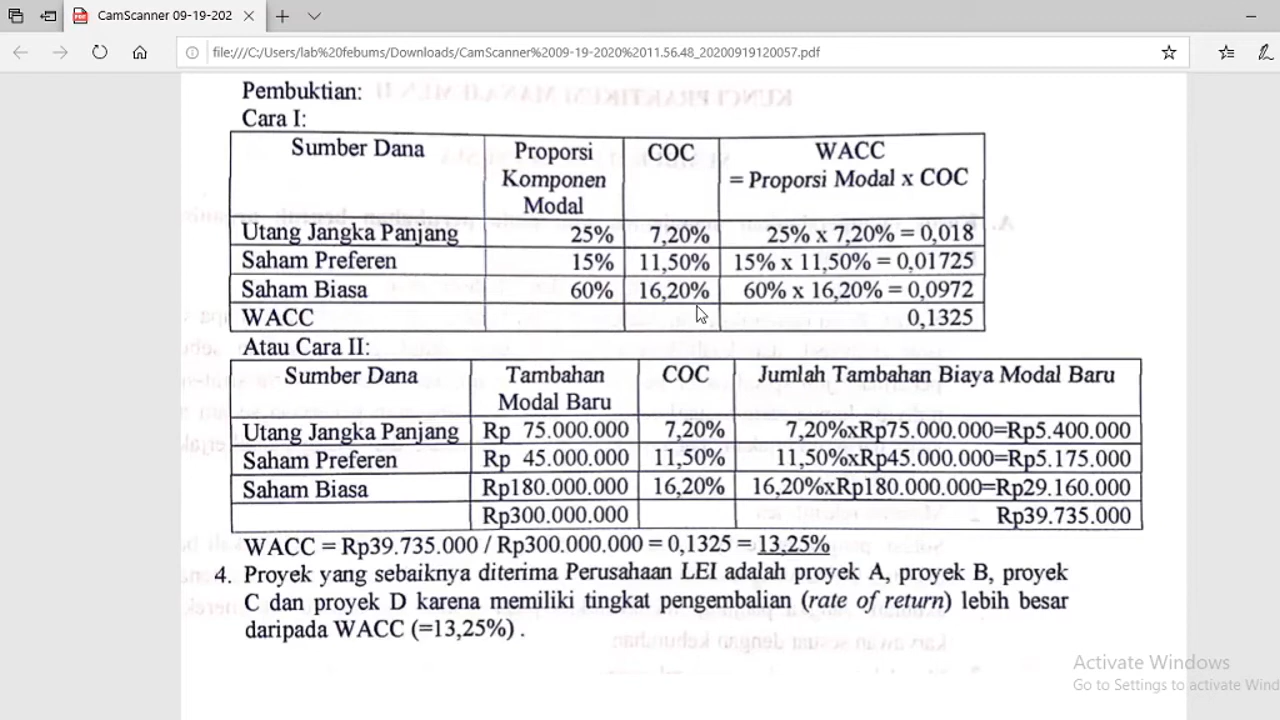 CamScanner 09-19-202
file:///C:/Users/lab%20febums/Downloads/CamScanner%2009-19-2020%2011.56.48_20200919120057.pdf
Pembuktian:
Cara I:
Sumber Dana Proporsi Komponen Modal COC WACC = Proporsi Modal x COC
Utang Jangka Panjang 25% 7,20% 25% x 7,20% = 0,018
Saham Preferen 15% 11,50% 15% x 11,50% = 0,01725
Saham Biasa 60% 16,20% 60% x 16,20% = 0,0972
WACC 0,1325
Atau Cara II:
Sumber Dana Tambahan Modal Baru COC Jumlah Tambahan Biaya Modal Baru
Utang Jangka Panjang Rp 75.000.000 7,20% 7,20%xRp75.000.000=Rp5.400.000
Saham Preferen Rp 45.000.000 11,50% 11,50%xRp45.000.000=Rp5.175.000
Saham Biasa Rp180.000.000 16,20% 16,20%xRp180.000.000=Rp29.160.000
Rp300.000.000 Rp39.735.000
WACC = Rp39.735.000 / Rp300.000.000 = 0,1325 = 13,25%
4. Proyek yang sebaiknya diterima Perusahaan LEI adalah proyek A, proyek B, proyek
C dan proyek D karena memiliki tingkat pengembalian (rate of return) lebih besar
daripada WACC (=13,25%) .
Activate Windows
Go to Settings to activate Wind